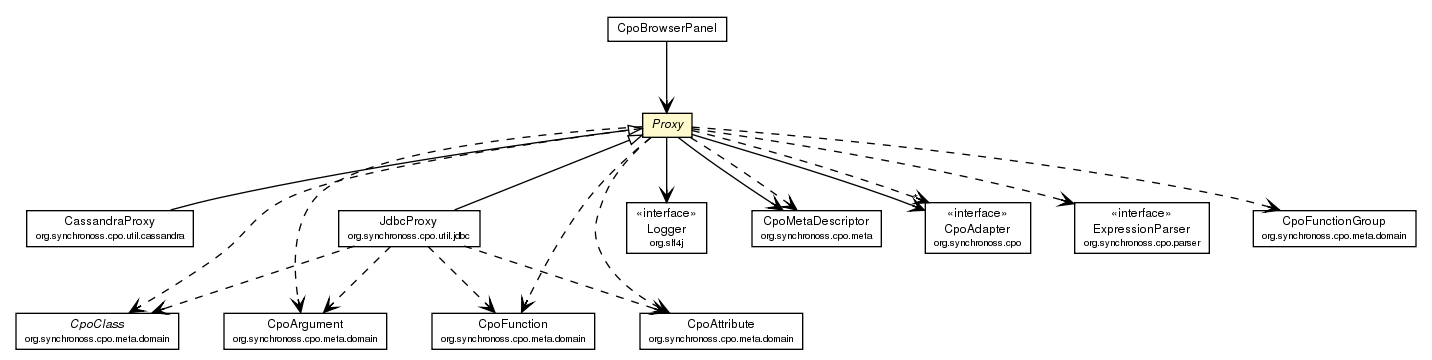 CpoBrowserPanel
Proxy
CassandraProxy
org.synchronoss.cpo.util.cassandra
JdbcProxy
org.synchronoss.cpo.util.jdbc
«interface»
Logger
org.slf4j
CpoMetaDescriptor
org.synchronoss.cpo.meta
«interface»
CpoAdapter
org.synchronoss.cpo
«interface»
ExpressionParser
org.synchronoss.cpo.parser
CpoFunctionGroup
org.synchronoss.cpo.meta.domain
CpoClass
org.synchronoss.cpo.meta.domain
CpoArgument
org.synchronoss.cpo.meta.domain
CpoFunction
org.synchronoss.cpo.meta.domain
CpoAttribute
org.synchronoss.cpo.meta.domain